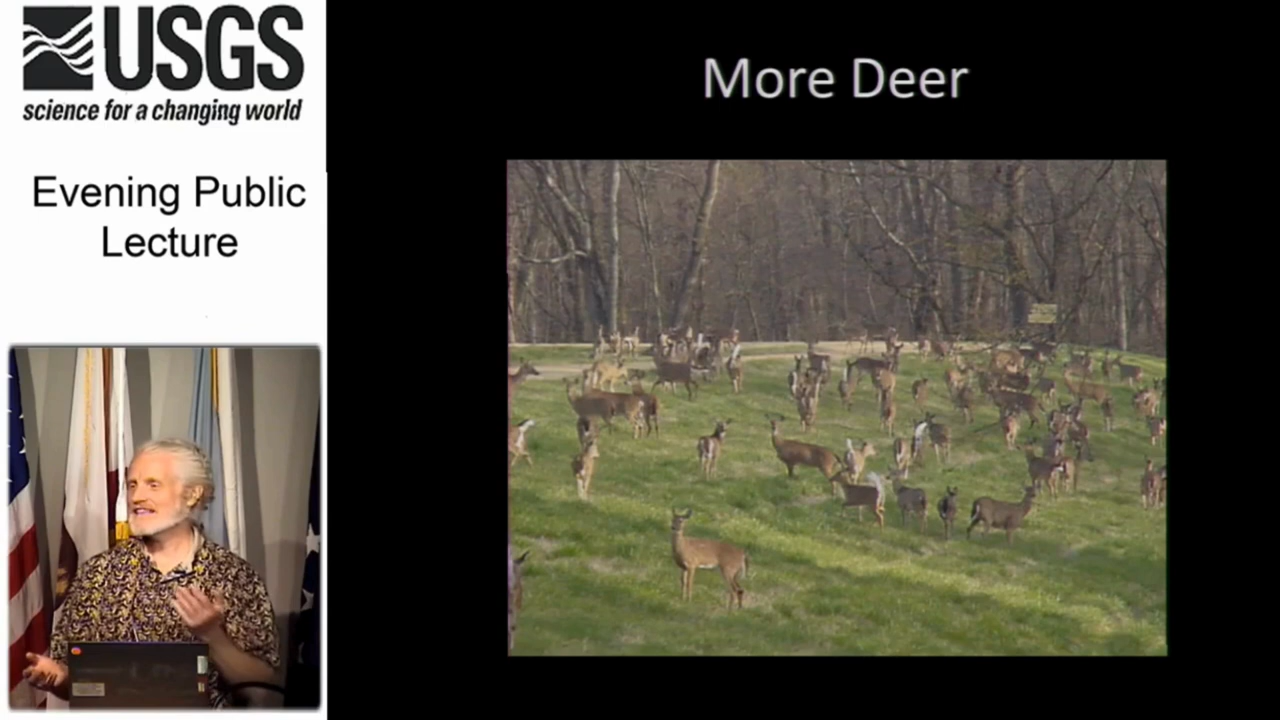 USGS
science for a changing world
Evening Public
Lecture
More Deer